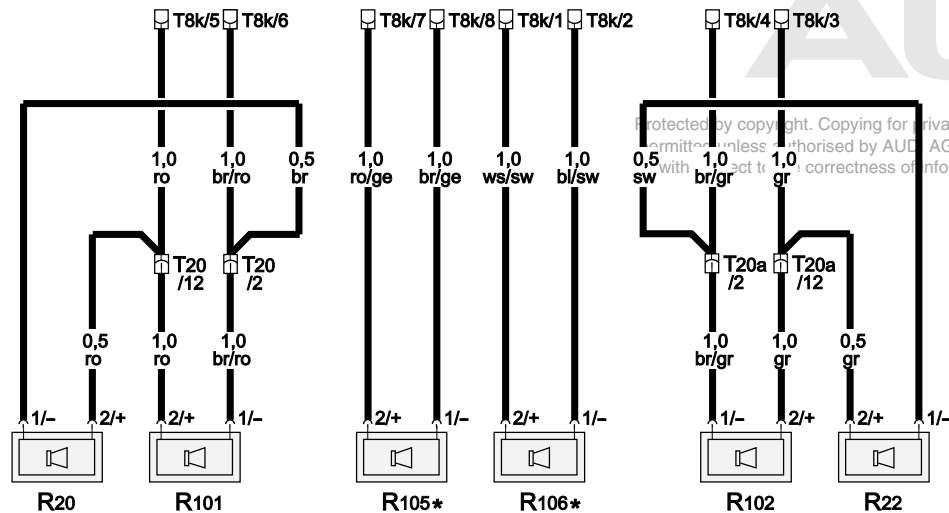 T8k/5 T8k/6 T8k/7 T8k/8 T8k/1 T8k/2 T8k/4 T8k/3
AU
Protected by copyright. Copying for priva
unless authorised by AUDI AG
with correctness of info
1,0 1,0 0,5 1,0 1,0 1,0 1,0 0,5 1,0 1,0
ro br/ro br ro/ge br/ge ws/sw bl/sw sw br/gr gr
T20 T20 T20a T20a
/12 /2 /2 /12
0,5 1,0 1,0 1,0 1,0 0,5
ro ro br/ro br/gr gr gr
1/– 2/+ 2/+ 1/– 2/+ 1/– 2/+ 1/– 1/– 2/+ 2/+ 1/–
R20 R101 R105* R106* R102 R22